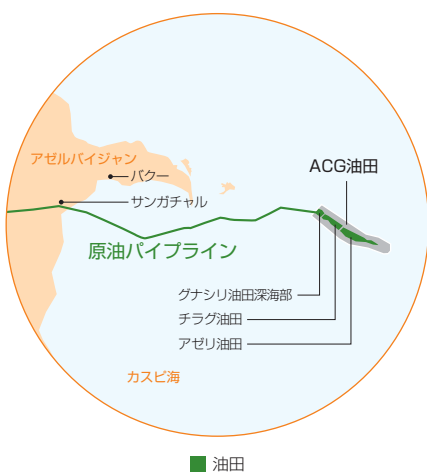 アゼルバイジャン
バクー
サンガチャル
ACG油田
原油パイプライン
グナシリ油田深海部
チラグ油田
アゼリ油田
カスピ海
油田